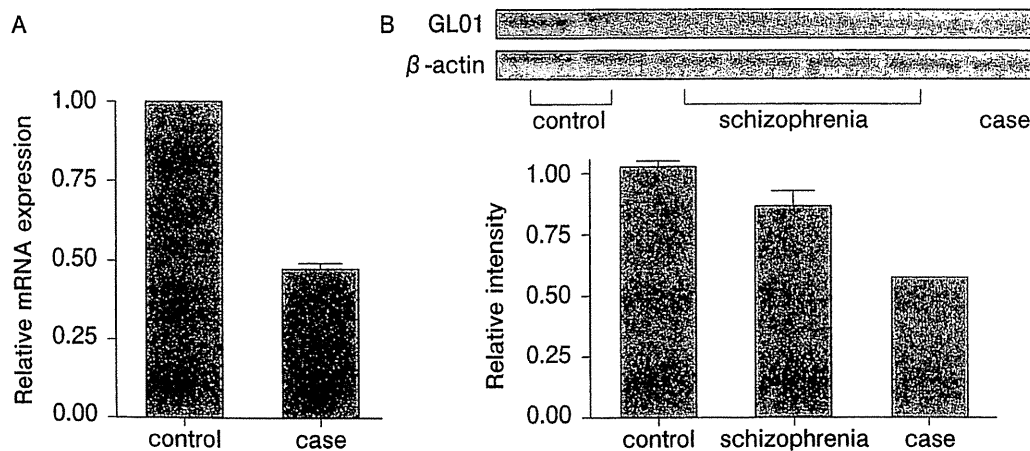 A
Relative mRNA expression
1.00
0.75
0.50
0.25
0.00
control case
B
GL01
β-actin
control schizophrenia case
Relative intensity
1.00
0.75
0.50
0.25
0.00
control schizophrenia case